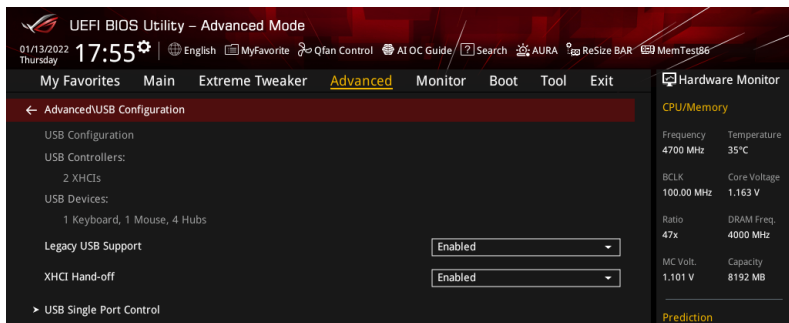 UEFI BIOS Utility – Advanced Mode
01/13/2022 Thursday 17:55 English MyFavorite Qfan Control AI OC Guide ? Search AURA ReSize BAR MemTest86
My Favorites Main Extreme Tweaker Advanced Monitor Boot Tool Exit Hardware Monitor
← Advanced\USB Configuration
USB Configuration
USB Controllers:
2 XHCIs
USB Devices:
1 Keyboard, 1 Mouse, 4 Hubs
Legacy USB Support Enabled
XHCI Hand-off Enabled
➤ USB Single Port Control
CPU/Memory
Frequency Temperature
4700 MHz 35°C
BCLK Core Voltage
100.00 MHz 1.163 V
Ratio DRAM Freq.
47x 4000 MHz
MC Volt. Capacity
1.101 V 8192 MB
Prediction